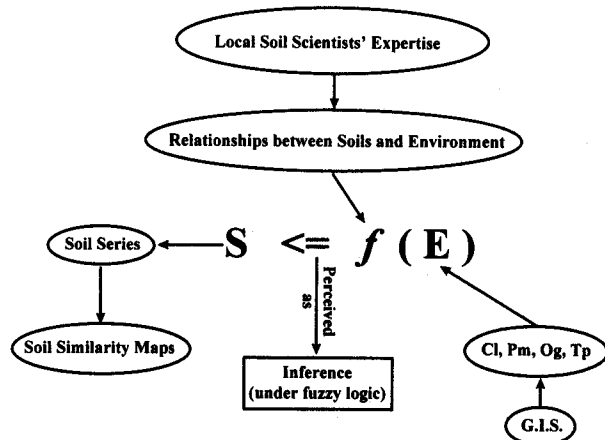 Local Soil Scientists' Expertise
Relationships between Soils and Environment
Soil Series
S <= f ( E )
Perceived
as
Soil Similarity Maps
Inference
(under fuzzy logic)
Cl, Pm, Og, Tp
G.I.S.